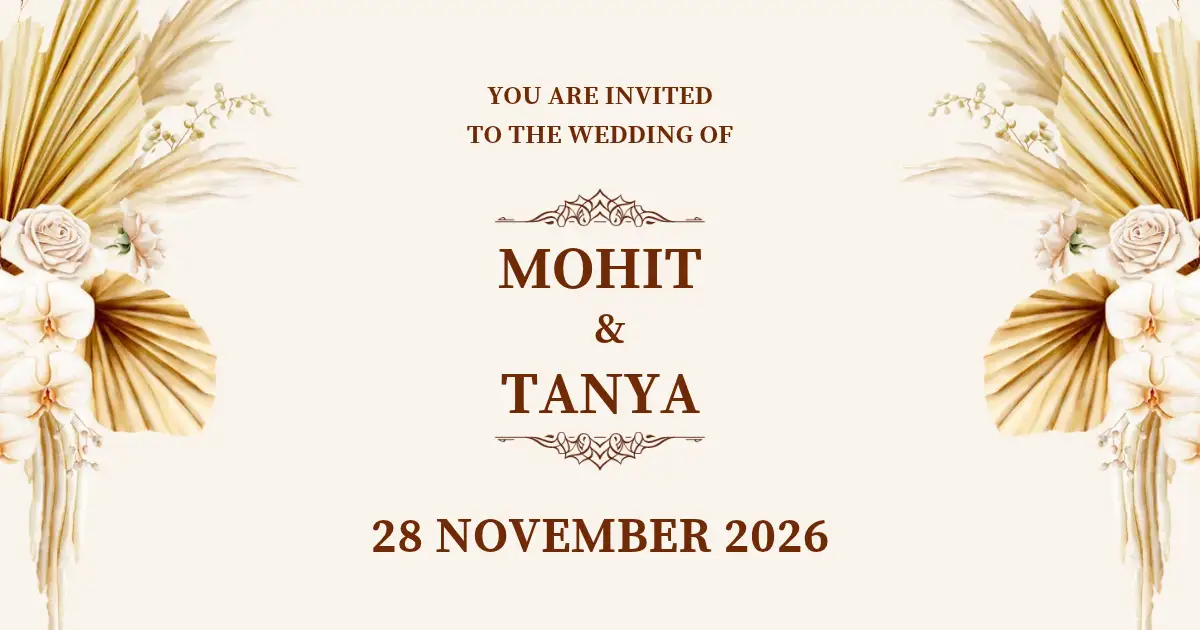 YOU ARE INVITED
TO THE WEDDING OF
MOHIT
&
TANYA
28 NOVEMBER 2026